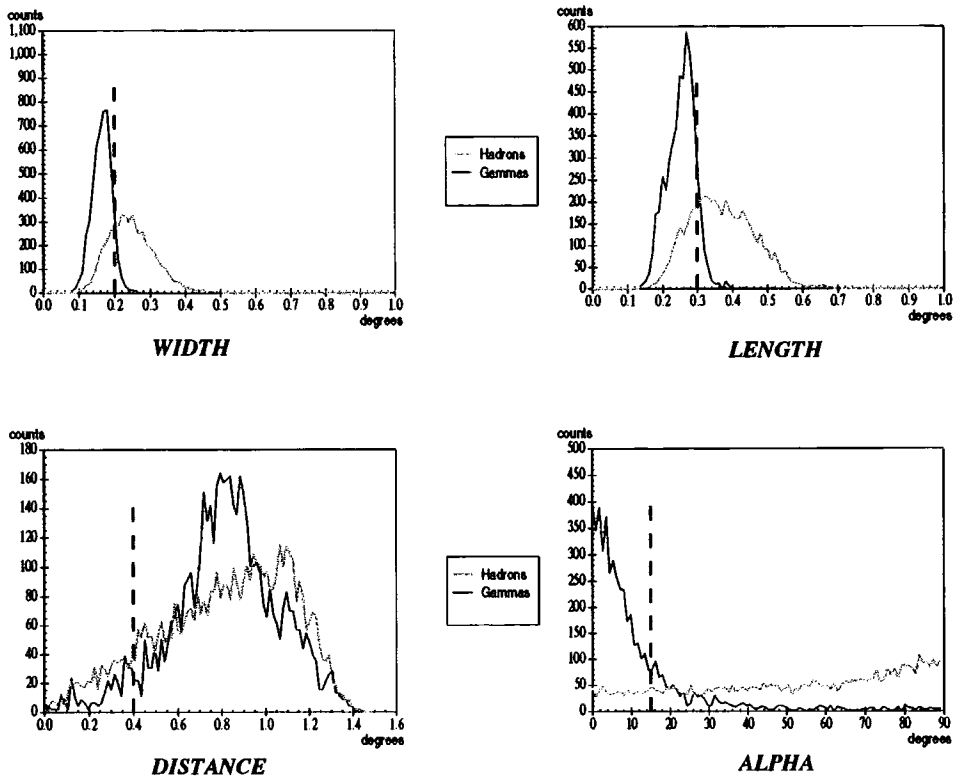 counts
1,100
1,000
900
800
700
600
500
400
300
200
100
0
0.0 0.1 0.2 0.3 0.4 0.5 0.6 0.7 0.8 0.9 1.0
degrees
WIDTH
Hadrons
Gammas
counts
600
550
500
450
400
350
300
250
200
150
100
50
0
0.0 0.1 0.2 0.3 0.4 0.5 0.6 0.7 0.8 0.9 1.0
degrees
LENGTH
counts
180
160
140
120
100
80
60
40
20
0
0.0 0.2 0.4 0.6 0.8 1.0 1.2 1.4 1.6
degrees
DISTANCE
Hadrons
Gammas
counts
500
450
400
350
300
250
200
150
100
50
0
0 10 20 30 40 50 60 70 80 90
degrees
ALPHA